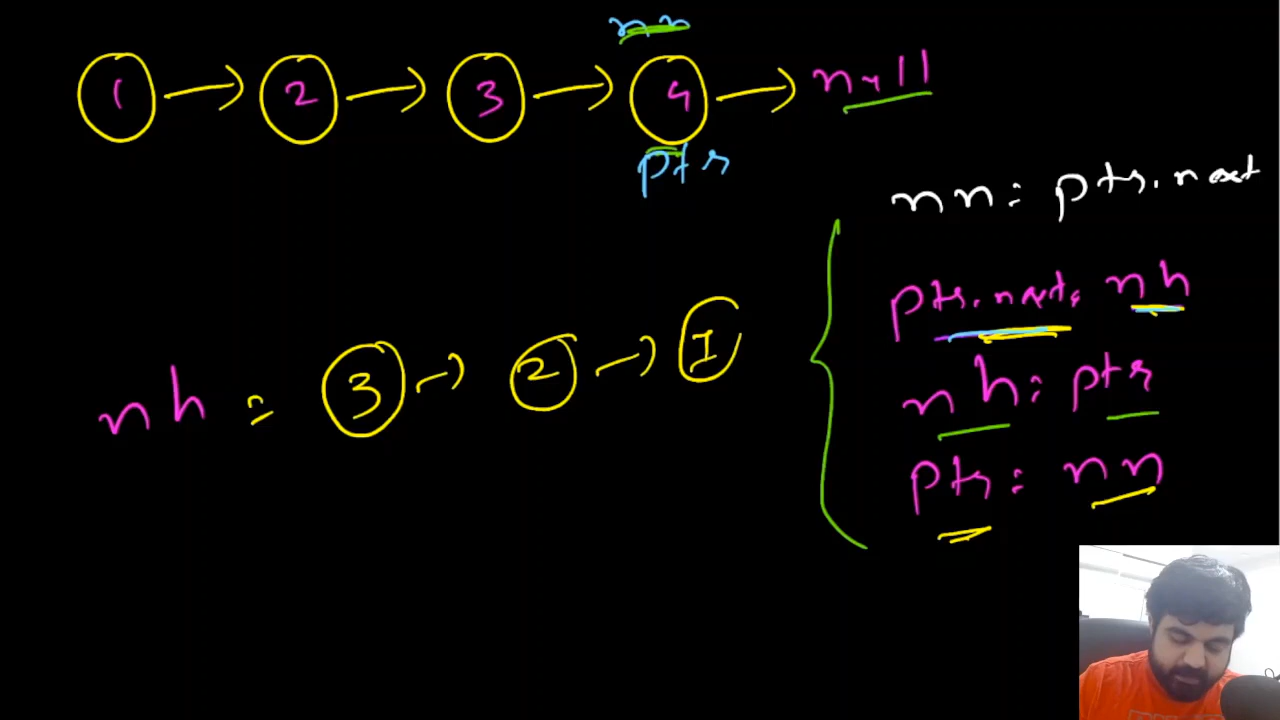 nn
1 → 2 → 3 → 4 → null
ptr
nn = ptr.next
ptr.next = nh
nh = 3 → 2 → 1
nh = ptr
ptr = nn